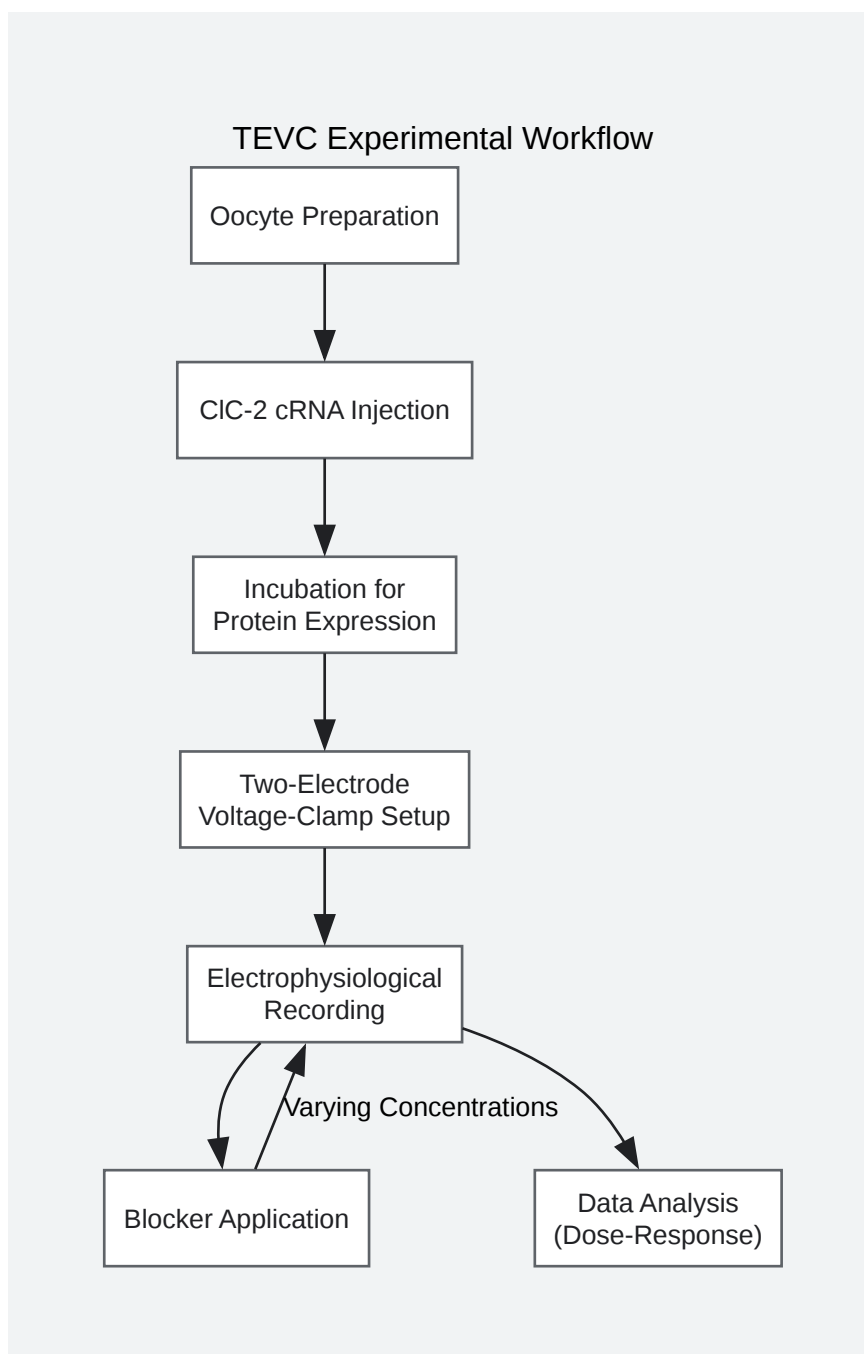 TEVC Experimental Workflow
Oocyte Preparation
ClC-2 cRNA Injection
Incubation for
Protein Expression
Two-Electrode
Voltage-Clamp Setup
Electrophysiological
Recording
Varying Concentrations
Blocker Application
Data Analysis
(Dose-Response)